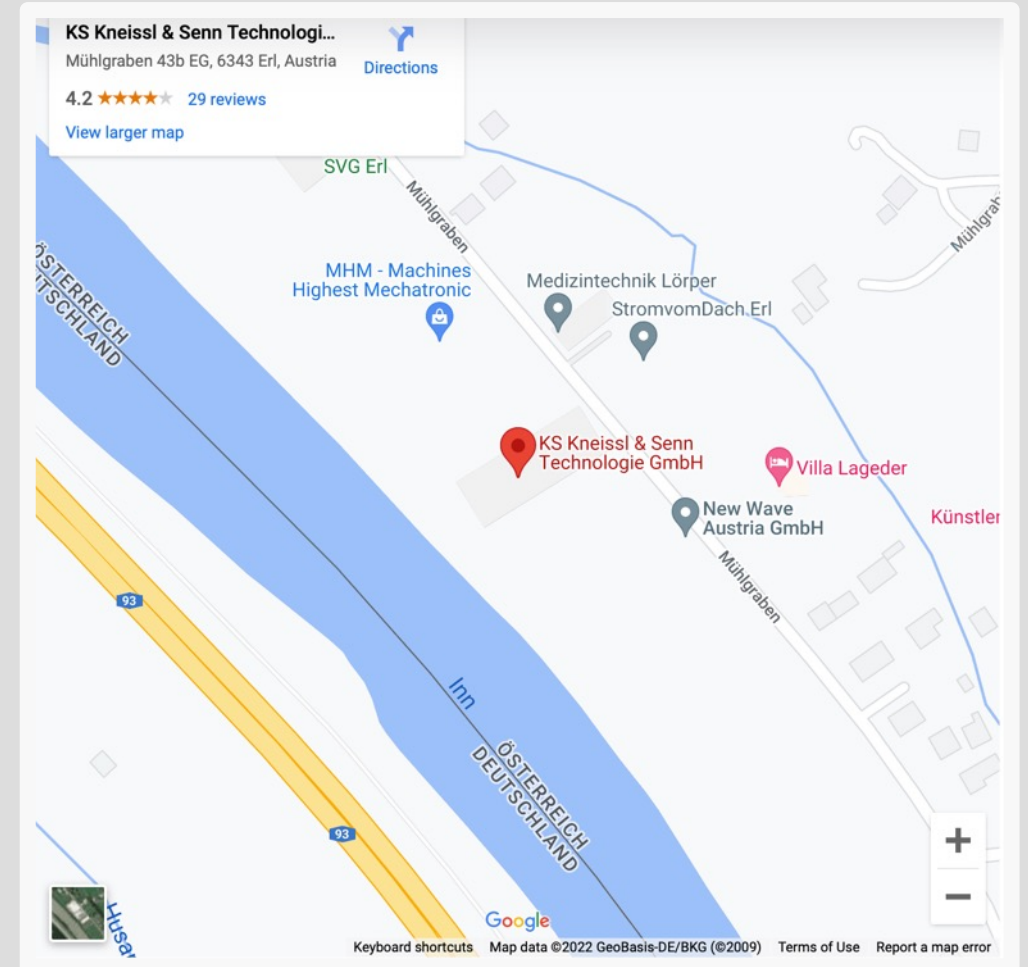 KS Kneissl & Senn Technologi...
Mühlgraben 43b EG, 6343 Erl, Austria
Directions
4.2
29 reviews
View larger map
SVG Erl
Mühlgraben
Mühlgrab
ÖSTERREICH
UTSCHLAND
MHM - Machines
Highest Mechatronic
Medizintechnik Lörper
StromvomDach Erl
KS Kneissl & Senn
Technologie GmbH
Villa Lageder
New Wave
Austria GmbH
Künstler
Mühlgraben
93
Inn
ÖSTERREICH
DEUTSCHLAND
93
Husar
+
−
Google
Keyboard shortcuts
Map data ©2022 GeoBasis-DE/BKG (©2009)
Terms of Use
Report a map error